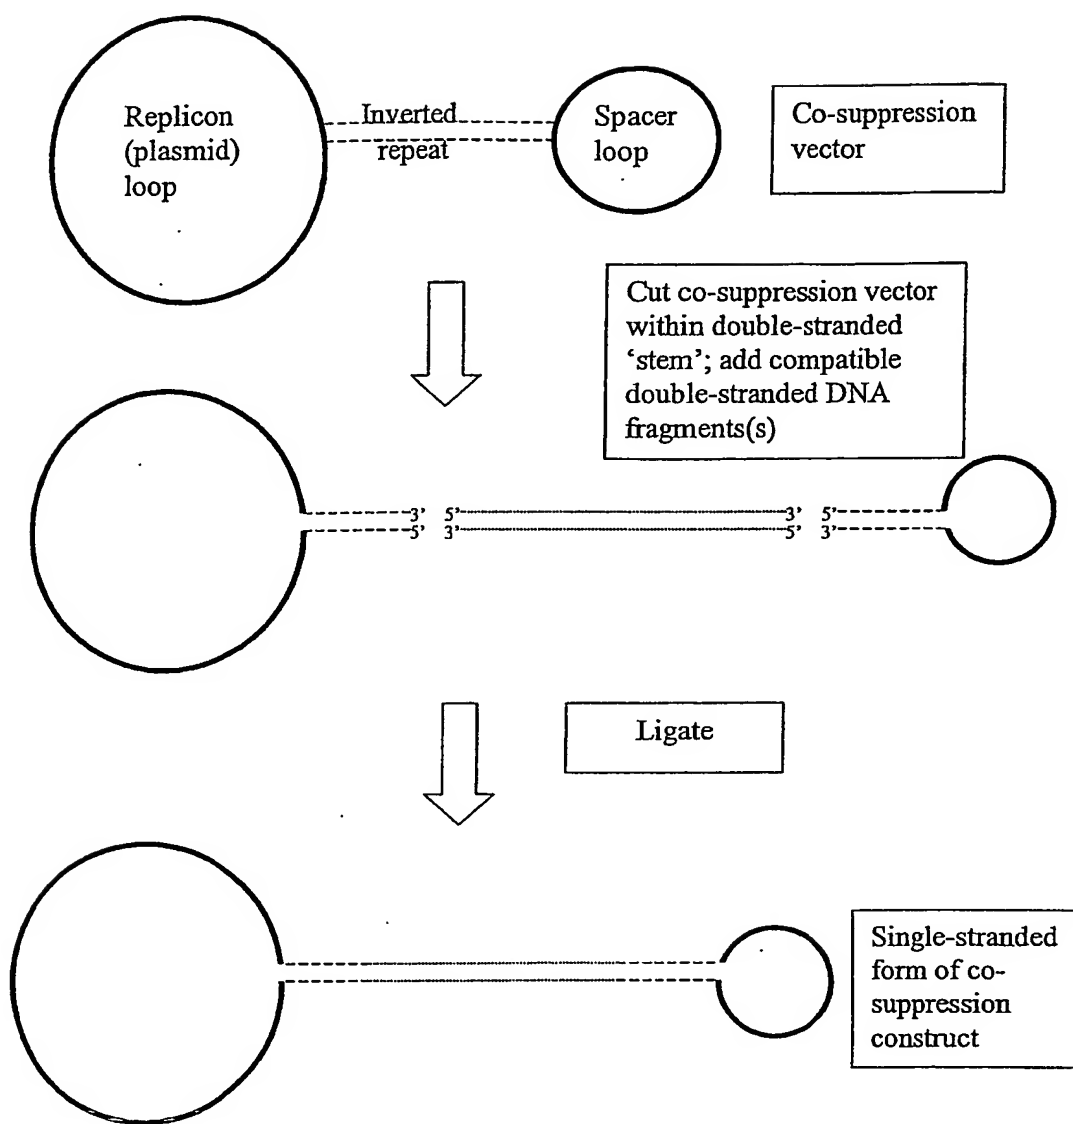 Replicon
(plasmid)
loop
Inverted
repeat
Spacer
loop
Co-suppression
vector
Cut co-suppression vector
within double-stranded
‘stem’; add compatible
double-stranded DNA
fragments(s)
3’ 5’ 3’ 5’
5’ 3’ 5’ 3’
Ligate
Single-stranded
form of co-
suppression
construct